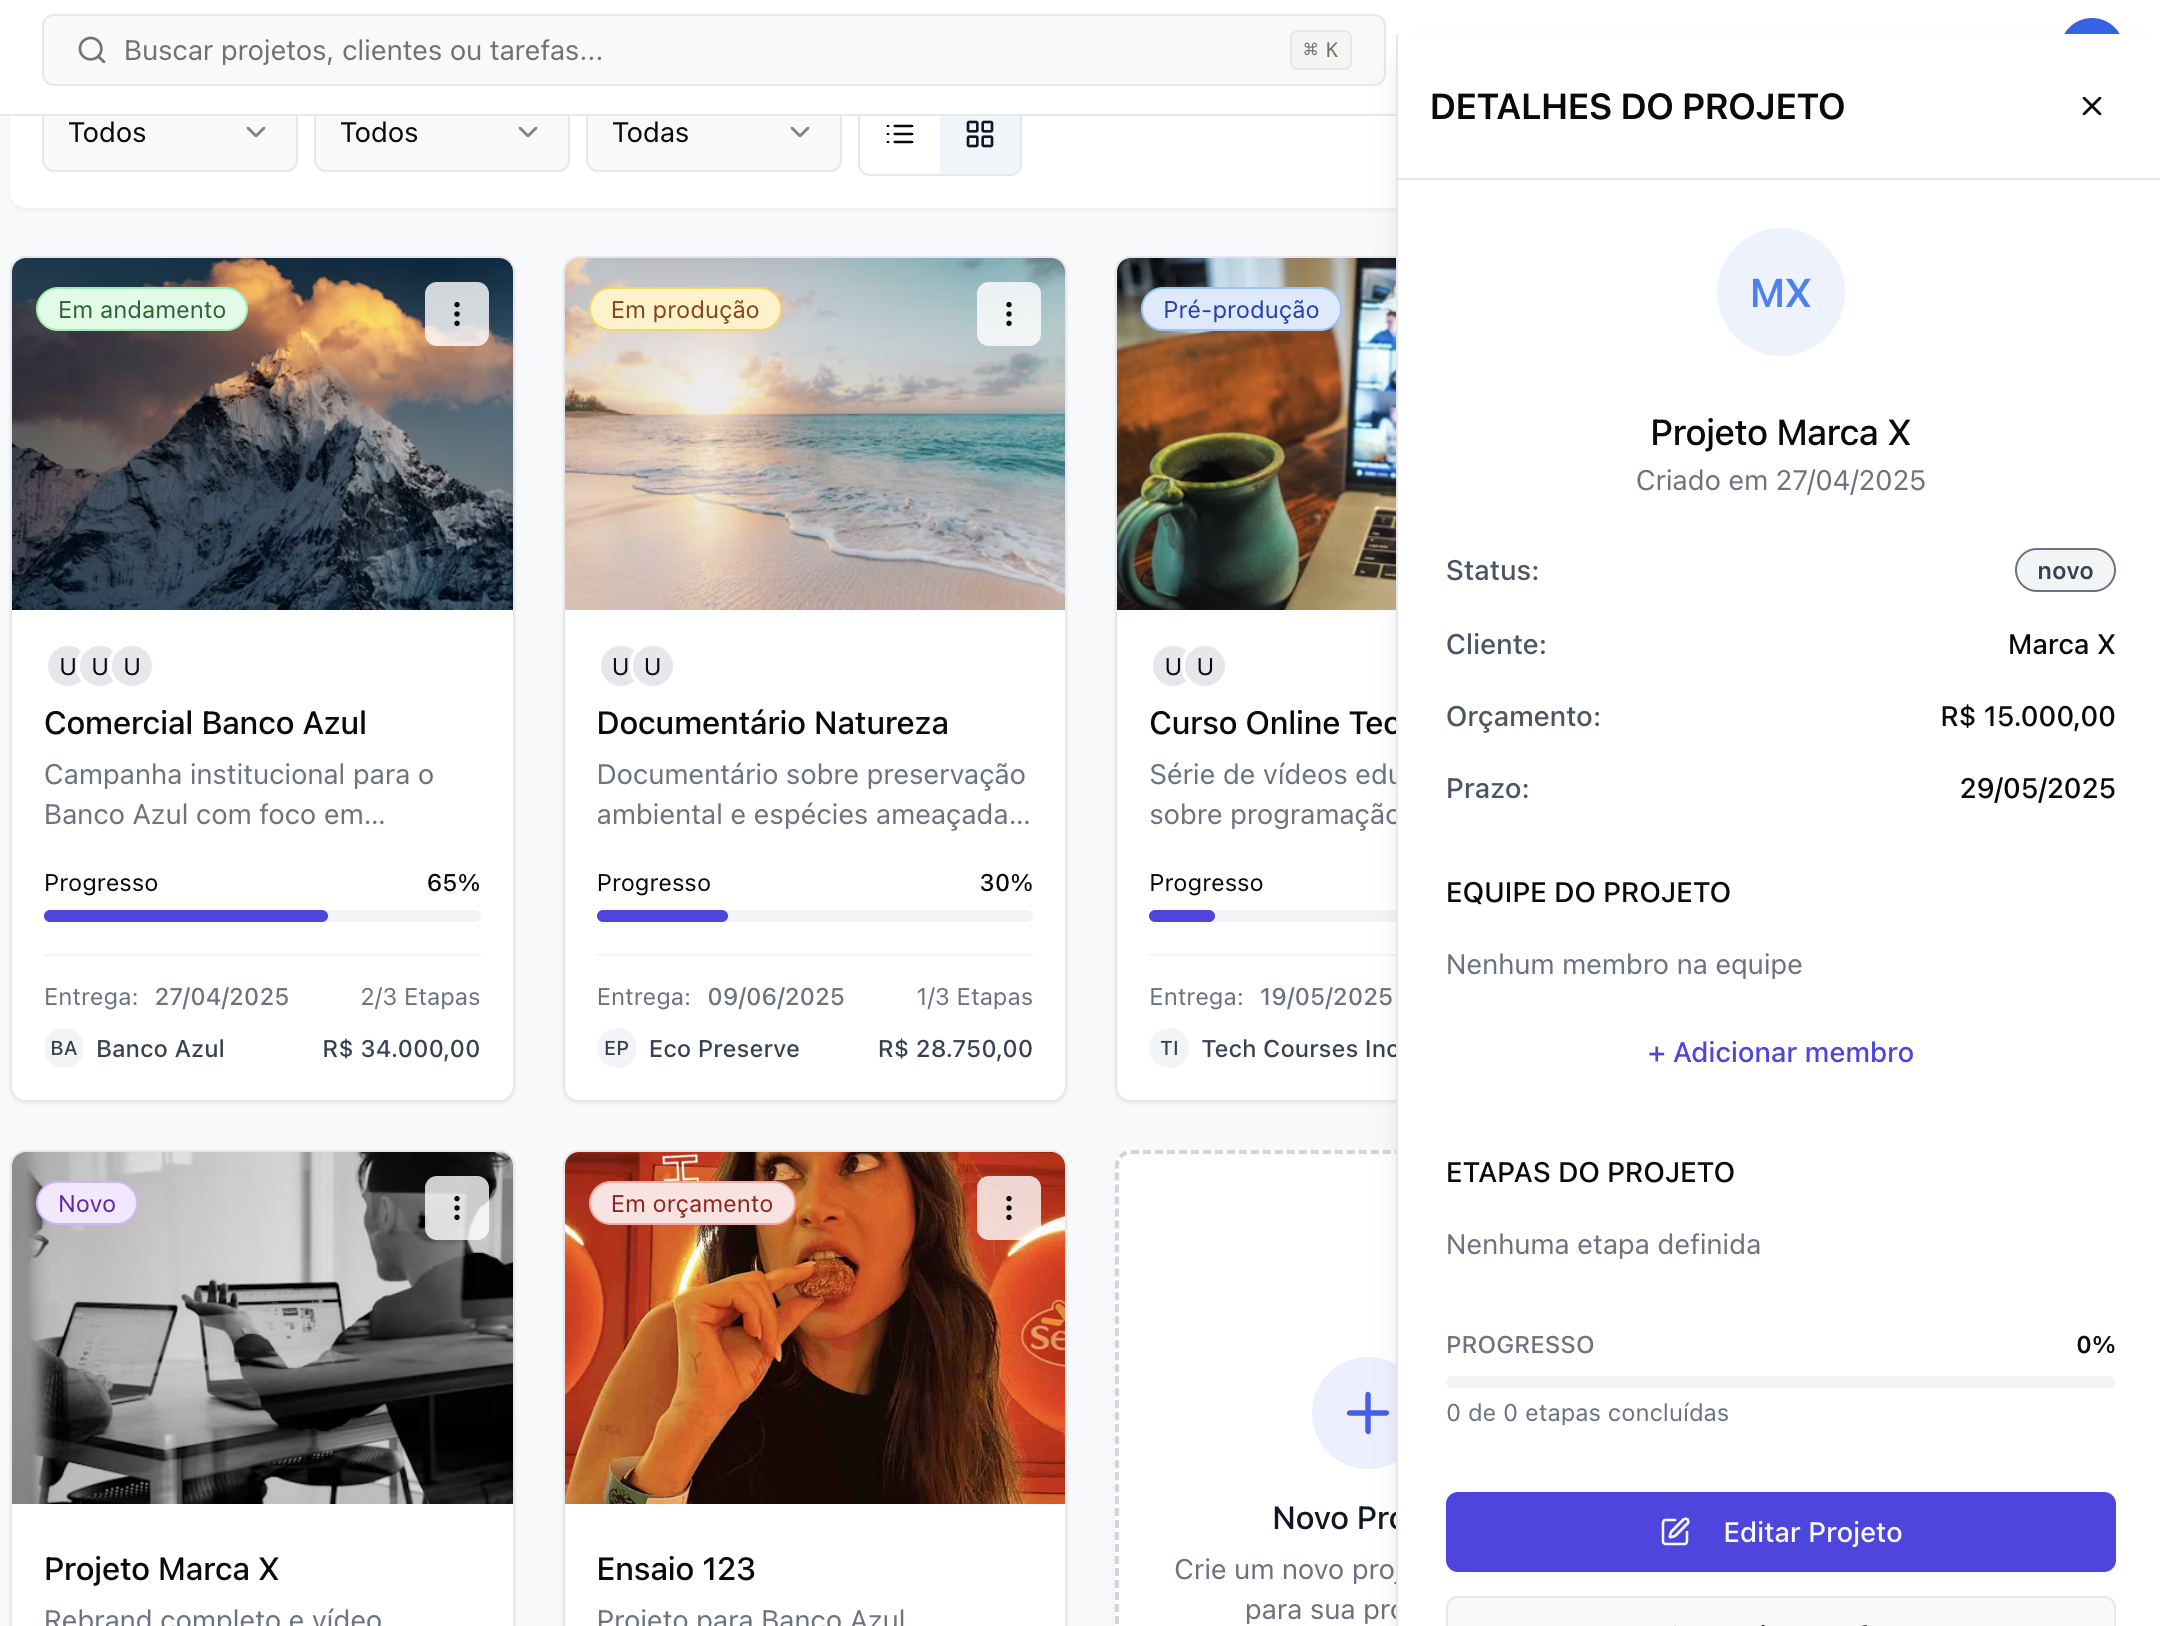 Buscar projetos, clientes ou tarefas...
⌘ K
Todos
Todos
Todas
Em andamento
U U U
Comercial Banco Azul
Campanha institucional para o
Banco Azul com foco em...
Progresso 65%
Entrega: 27/04/2025 2/3 Etapas
BA Banco Azul R$ 34.000,00
Em produção
U U
Documentário Natureza
Documentário sobre preservação
ambiental e espécies ameaçada...
Progresso 30%
Entrega: 09/06/2025 1/3 Etapas
EP Eco Preserve R$ 28.750,00
Pré-produção
U U
Curso Online Tec
Série de vídeos edu
sobre programação
Progresso
Entrega: 19/05/2025
TI Tech Courses Inc
Novo
Projeto Marca X
Rebrand completo e vídeo
Em orçamento
Se
Ensaio 123
Projeto para Banco Azul
Novo Pro
Crie um novo proj
para sua pro
DETALHES DO PROJETO
MX
Projeto Marca X
Criado em 27/04/2025
Status: novo
Cliente: Marca X
Orçamento: R$ 15.000,00
Prazo: 29/05/2025
EQUIPE DO PROJETO
Nenhum membro na equipe
+ Adicionar membro
ETAPAS DO PROJETO
Nenhuma etapa definida
PROGRESSO 0%
0 de 0 etapas concluídas
Editar Projeto